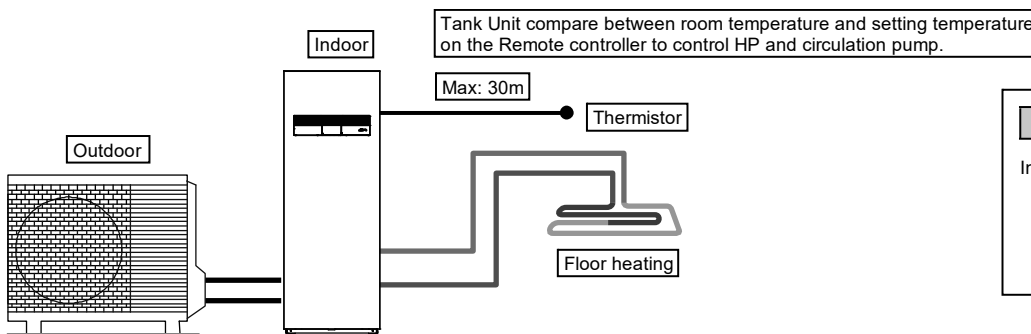 Tank Unit compare between room temperature and setting temperature
on the Remote controller to control HP and circulation pump.
Indoor
Max: 30m
Thermistor
Outdoor
Floor heating